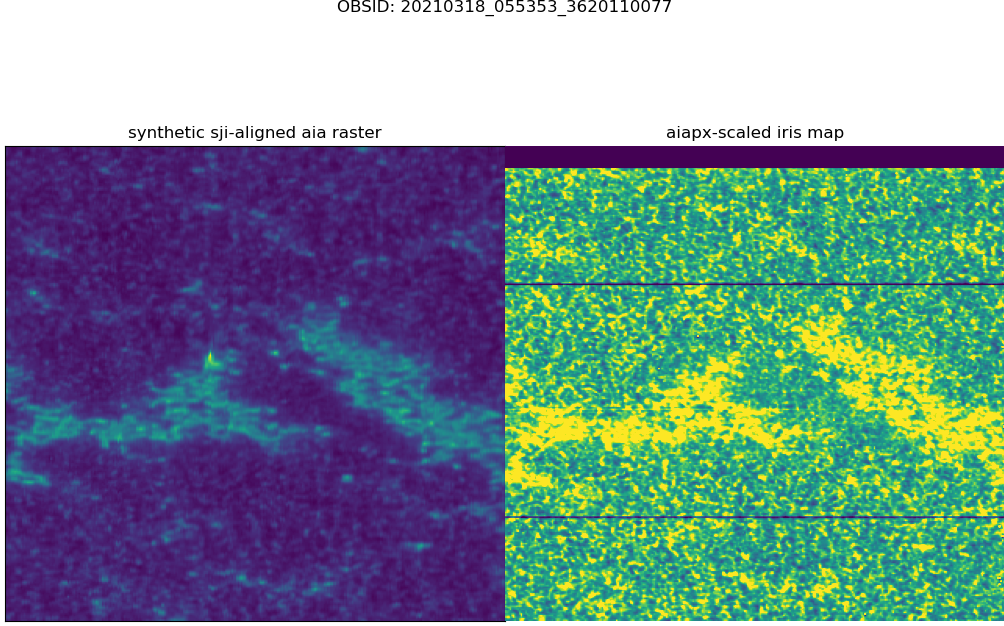 OBSID: 20210318_055353_3620110077
synthetic sji-aligned aia raster
aiapx-scaled iris map